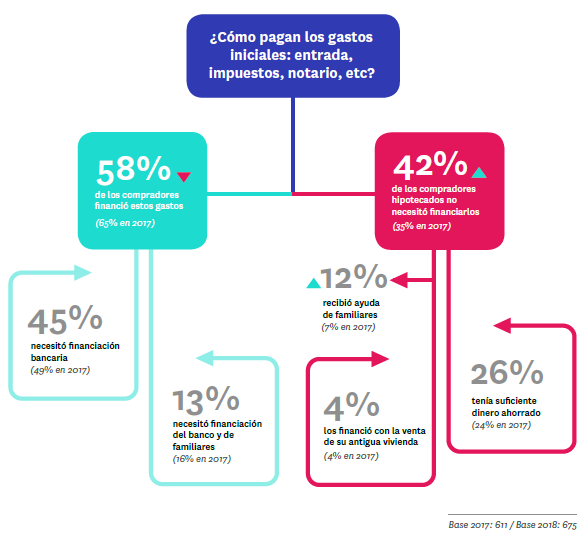 ¿Cómo pagan los gastos
iniciales: entrada,
impuestos, notario, etc?
58%
de los compradores
financió estos gastos
(65% en 2017)
42%
de los compradores
hipotecados no
necesitó financiarlos
(35% en 2017)
45%
necesitó financiación
bancaria
(49% en 2017)
13%
necesitó financiación
del banco y de
familiares
(16% en 2017)
12%
recibió ayuda
de familiares
(7% en 2017)
4%
los financió con la venta
de su antigua vivienda
(4% en 2017)
26%
tenía suficiente
dinero ahorrado
(24% en 2017)
Base 2017: 611 / Base 2018: 675